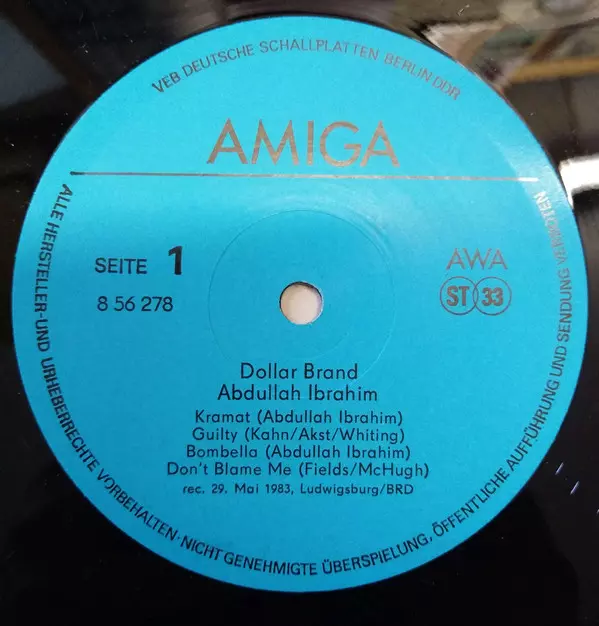 VEB DEUTSCHE SCHALLPLATTEN BERLIN DDR
AMIGA
SEITE 1
AWA
8 56 278
ST 33
Dollar Brand
Abdullah Ibrahim
Kramat (Abdullah Ibrahim)
Guilty (Kahn/Akst/Whiting)
Bombella (Abdullah Ibrahim)
Don't Blame Me (Fields/McHugh)
rec. 29. Mai 1983, Ludwigsburg/BRD
ALLE HERSTELLER-UND URHEBERRECHTE VORBEHALTEN·NICHT GENEHMIGTE ÜBERSPIELUNG, ÖFFENTLICHE AUFFÜHRUNG UND SENDUNG VERBOTEN